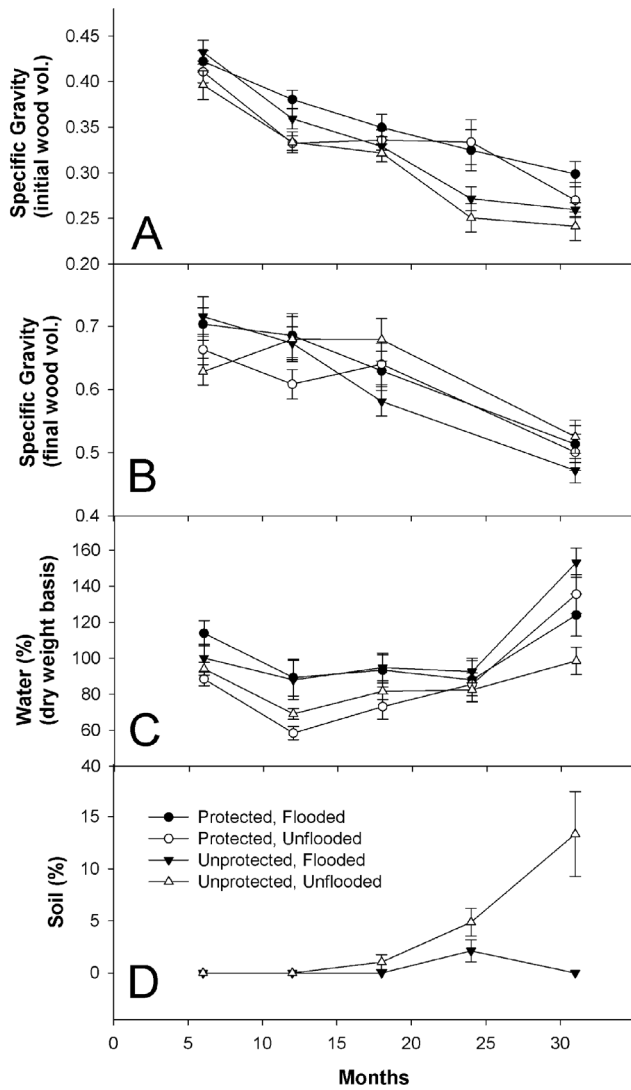 Specific Gravity
(initial wood vol.)
0.45
0.40
0.35
0.30
0.25
0.20
A
Specific Gravity
(final wood vol.)
0.7
0.6
0.5
0.4
B
Water (%)
(dry weight basis)
160
140
120
100
80
60
40
C
Soil (%)
15
10
5
0
D
Protected, Flooded
Protected, Unflooded
Unprotected, Flooded
Unprotected, Unflooded
0 5 10 15 20 25 30
Months